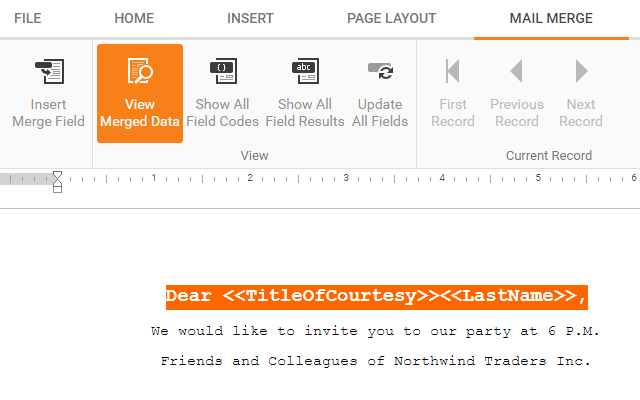 FILE HOME INSERT PAGE LAYOUT MAIL MERGE
abc
Insert View Show All Show All Update First Previous Next
Merge Field Merged Data Field Codes Field Results All Fields Record Record Record
View Current Record
1 2 3 4 5 6
Dear <<TitleOfCourtesy>><<LastName>>,
We would like to invite you to our party at 6 P.M.
Friends and Colleagues of Northwind Traders Inc.